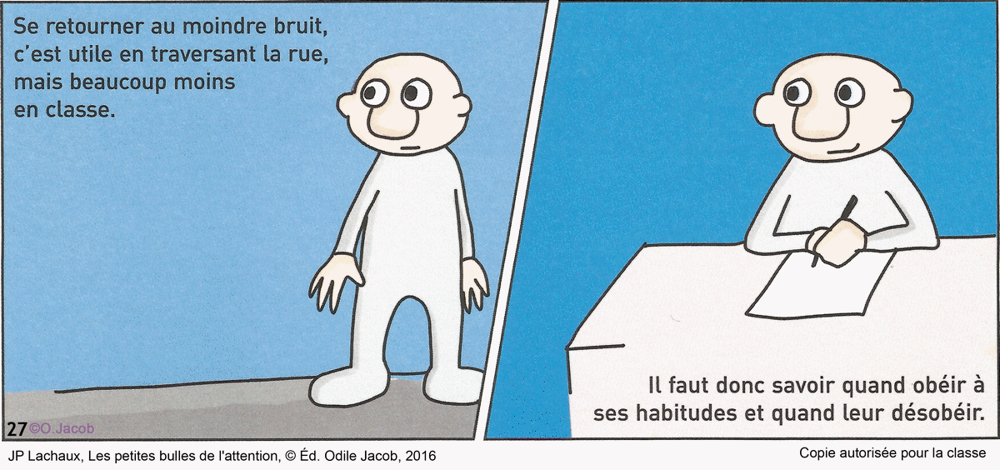 Se retourner au moindre bruit,
c'est utile en traversant la rue,
mais beaucoup moins
en classe.
Il faut donc savoir quand obéir à
ses habitudes et quand leur désobéir.
27 ©O.Jacob
JP Lachaux, Les petites bulles de l'attention, © Éd. Odile Jacob, 2016
Copie autorisée pour la classe